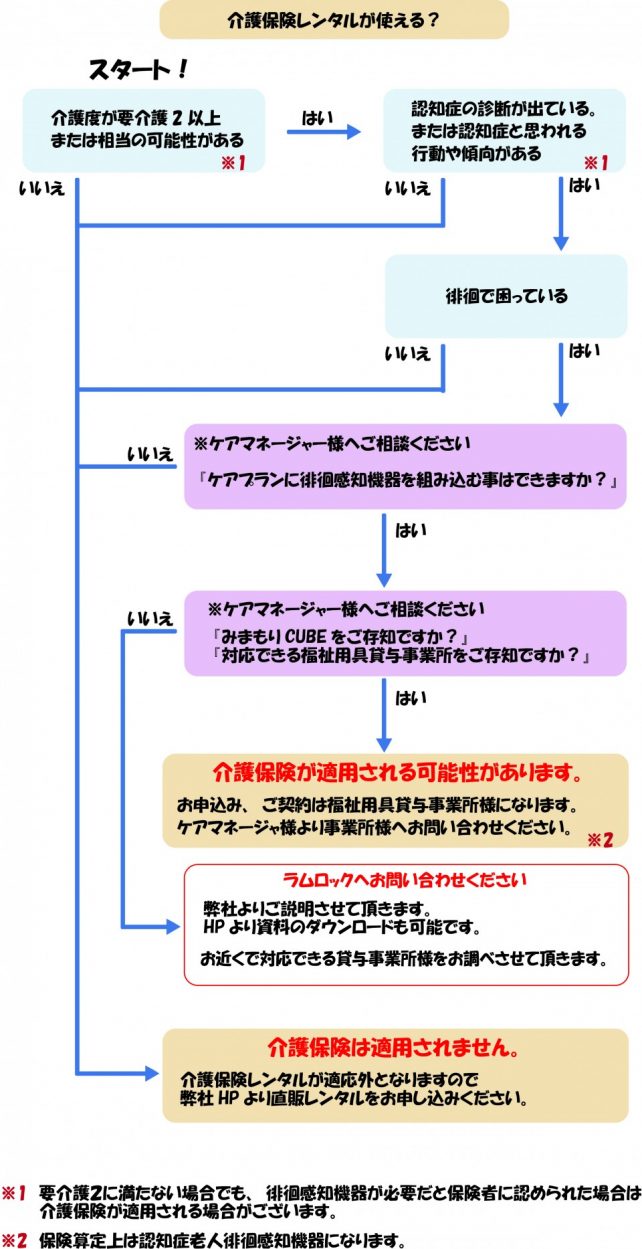 介護保険レンタルが使える？
スタート！
介護度が要介護２以上
または相当の可能性がある
※1
はい
認知症の診断が出ている。
または認知症と思われる
行動や傾向がある
※1
いいえ
いいえ
はい
徘徊で困っている
いいえ
はい
※ケアマネージャー様へご相談ください
『ケアプランに徘徊感知機器を組み込む事はできますか？』
いいえ
はい
※ケアマネージャー様へご相談ください
『みまもり CUBE をご存知ですか？』
『対応できる福祉用具貸与事業所をご存知ですか？』
いいえ
はい
介護保険が適用される可能性があります。
お申込み、ご契約は福祉用具貸与事業所様になります。
ケアマネージャ様より事業所様へお問い合わせください。
※2
ラムロックへお問い合わせください
弊社よりご説明させて頂きます。
HP より資料のダウンロードも可能です。
お近くで対応できる貸与事業所様をお調べさせて頂きます。
介護保険は適用されません。
介護保険レンタルが適応外となりますので
弊社 HP より直販レンタルをお申し込みください。
※1 要介護2に満たない場合でも、徘徊感知機器が必要だと保険者に認められた場合は
介護保険が適用される場合がございます。
※2 保険算定上は認知症老人徘徊感知機器になります。